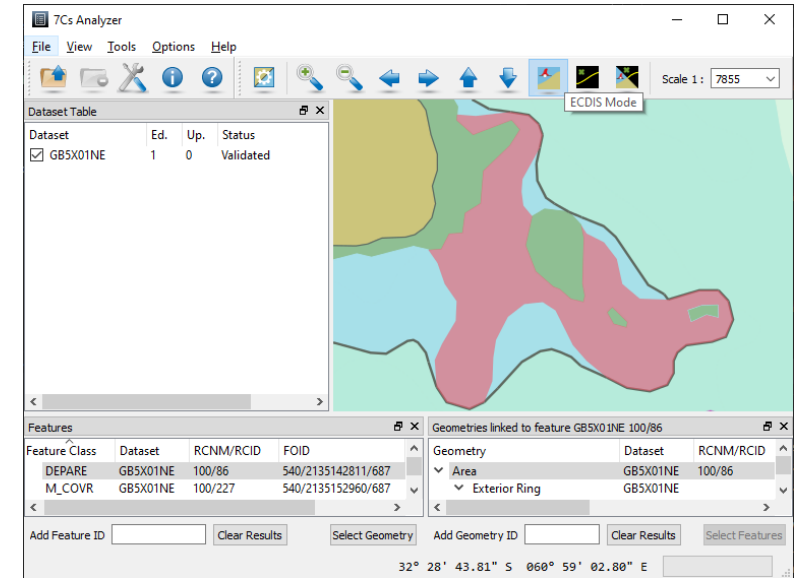 7Cs Analyzer
File View Tools Options Help
Scale 1 : 7855
ECDIS Mode
Dataset Table
Dataset Ed. Up. Status
GB5X01NE 1 0 Validated
Features
Feature Class Dataset RCNM/RCID FOID
DEPARE GB5X01NE 100/86 540/2135142811/687
M_COVR GB5X01NE 100/227 540/2135152960/687
Add Feature ID Clear Results Select Geometry
Geometries linked to feature GB5X01NE 100/86
Geometry Dataset RCNM/RCID
Area GB5X01NE 100/86
Exterior Ring GB5X01NE
Add Geometry ID Clear Results Select Features
32° 28' 43.81" S 060° 59' 02.80" E